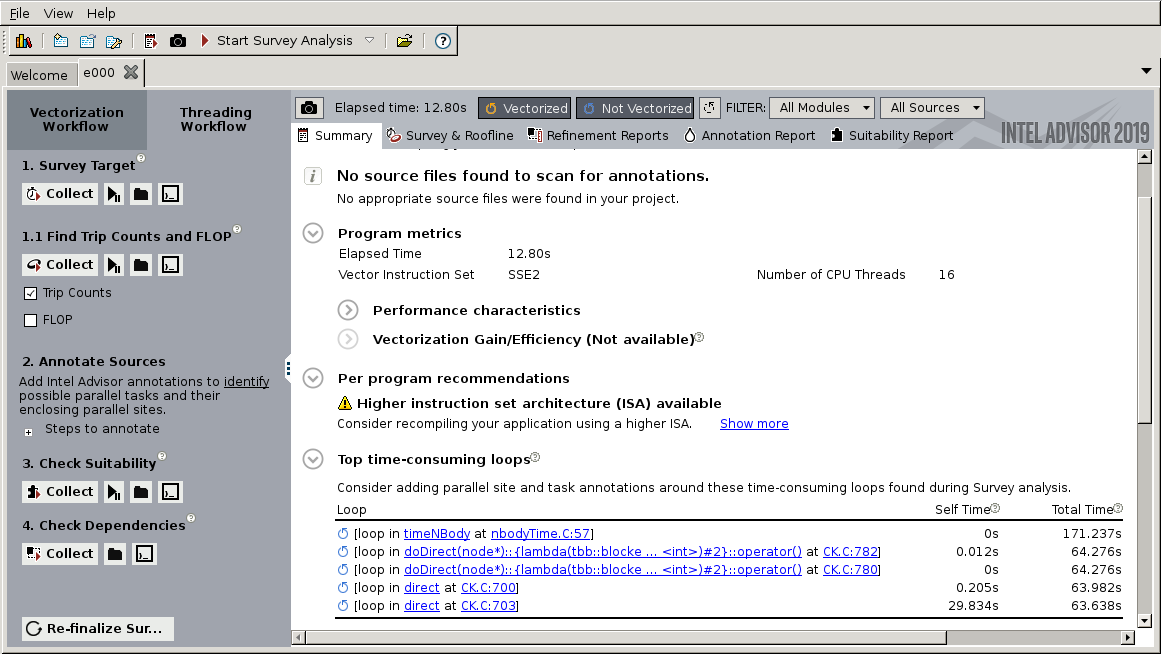 File View Help
Start Survey Analysis
Welcome e000
Vectorization Workflow
Threading Workflow
Elapsed time: 12.80s Vectorized Not Vectorized FILTER: All Modules All Sources
Summary Survey & Roofline Refinement Reports Annotation Report Suitability Report
INTEL ADVISOR 2019
1. Survey Target
Collect
1.1 Find Trip Counts and FLOP
Collect
Trip Counts
FLOP
2. Annotate Sources
Add Intel Advisor annotations to identify
possible parallel tasks and their
enclosing parallel sites.
Steps to annotate
3. Check Suitability
Collect
4. Check Dependencies
Collect
Re-finalize Sur...
No source files found to scan for annotations.
No appropriate source files were found in your project.
Program metrics
Elapsed Time 12.80s
Vector Instruction Set SSE2 Number of CPU Threads 16
Performance characteristics
Vectorization Gain/Efficiency (Not available)
Per program recommendations
Higher instruction set architecture (ISA) available
Consider recompiling your application using a higher ISA. Show more
Top time-consuming loops
Consider adding parallel site and task annotations around these time-consuming loops found during Survey analysis.
Loop Self Time Total Time
[loop in timeNBody at nbodyTime.C:57] 0s 171.237s
[loop in doDirect(node*)::{lambda(tbb::blocke ... <int>)#2}::operator() at CK.C:782] 0.012s 64.276s
[loop in doDirect(node*)::{lambda(tbb::blocke ... <int>)#2}::operator() at CK.C:780] 0s 64.276s
[loop in direct at CK.C:700] 0.205s 63.982s
[loop in direct at CK.C:703] 29.834s 63.638s